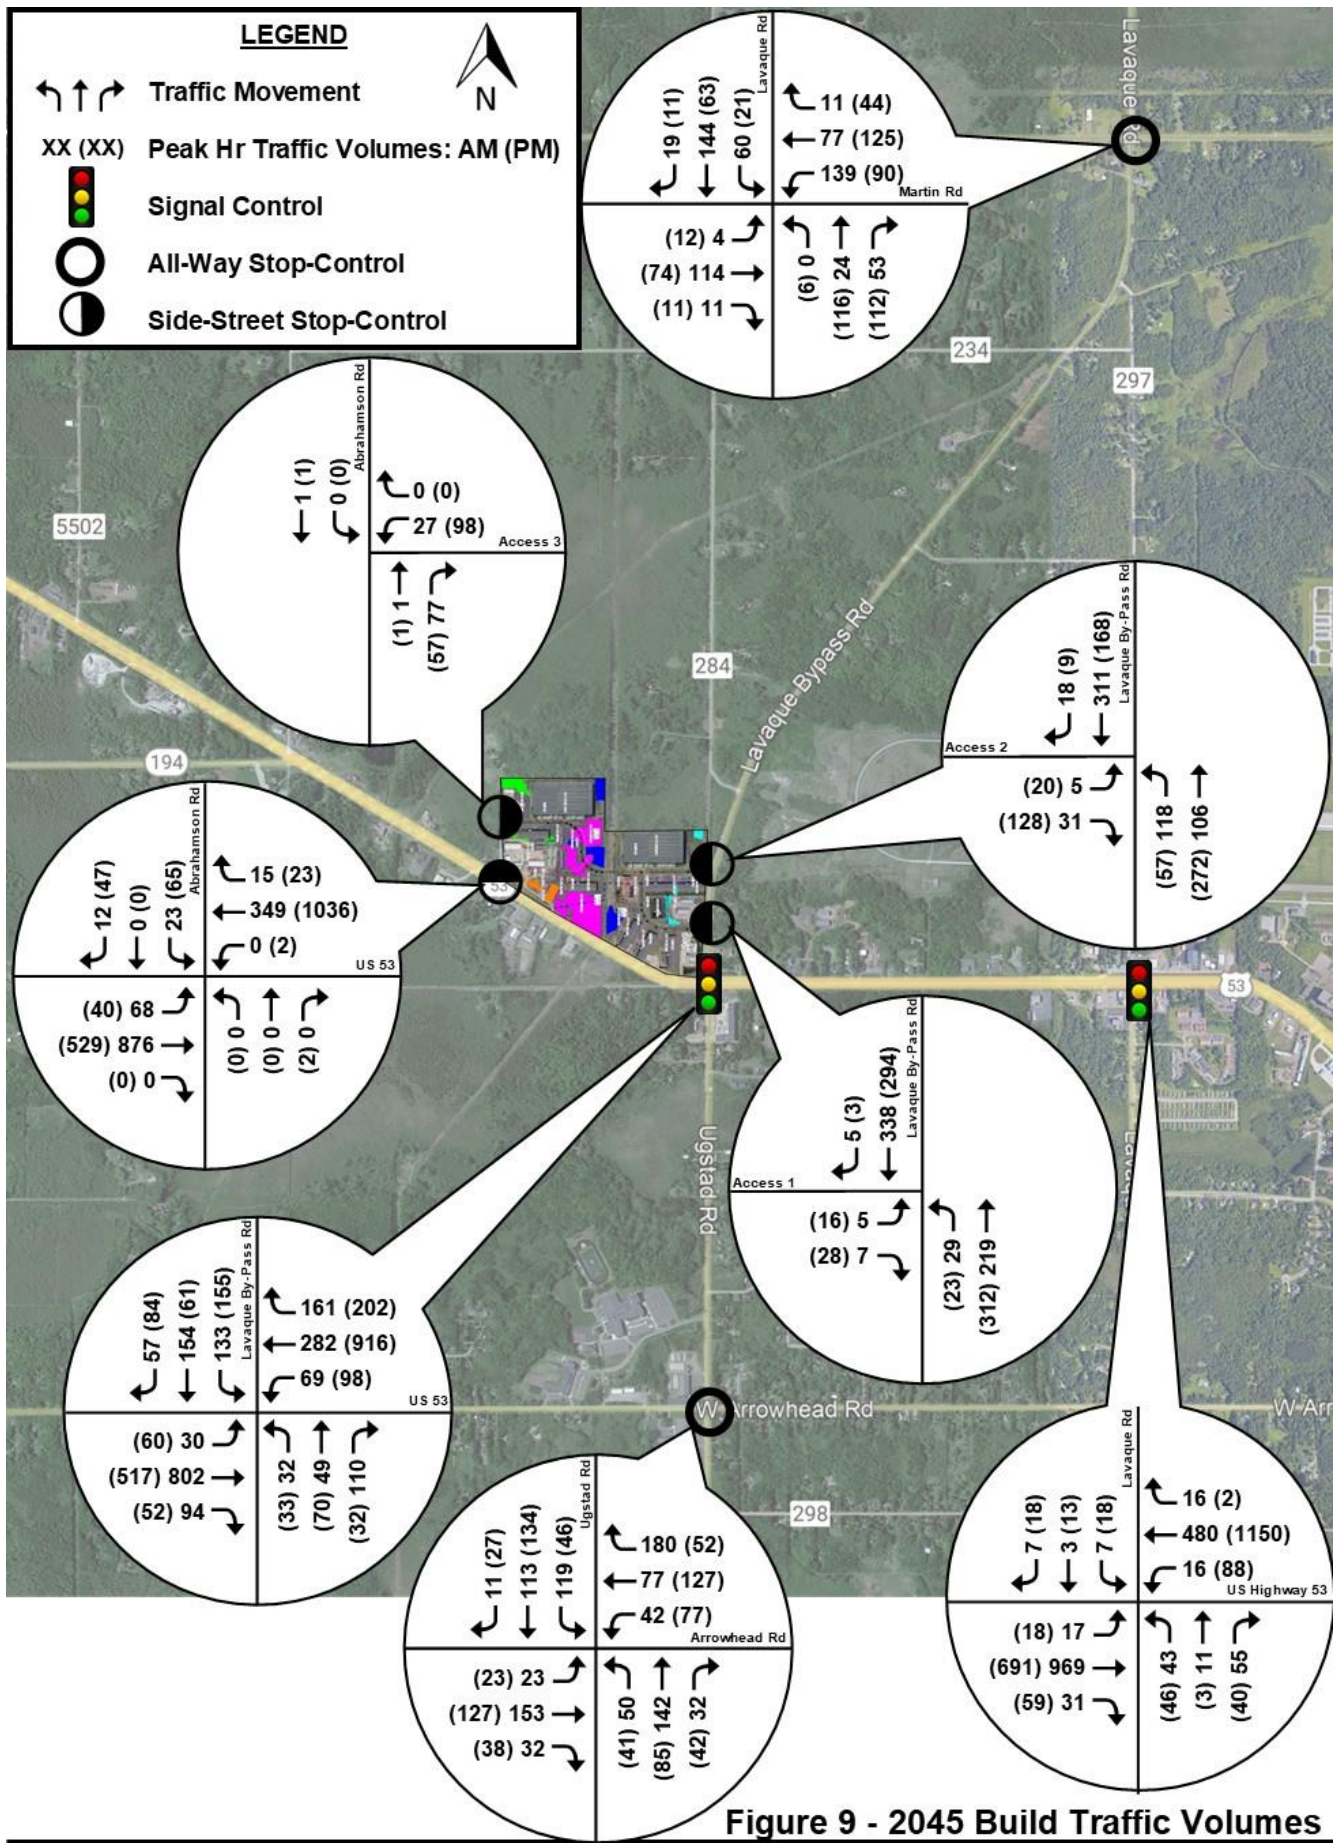 LEGEND
N
Traffic Movement
XX (XX) Peak Hr Traffic Volumes: AM (PM)
Signal Control
All-Way Stop-Control
Side-Street Stop-Control
Lavaque Rd
19 (11)
144 (63)
60 (21)
11 (44)
77 (125)
139 (90)
Martin Rd
(12) 4
(74) 114
(11) 11
(6) 0
(116) 24
(112) 53
Lavaque Rd
234
297
Abrahamson Rd
1 (1)
0 (0)
0 (0)
27 (98)
Access 3
(1) 1
(57) 77
5502
284
Lavaque Bypass Rd
194
Lavaque By-Pass Rd
18 (9)
311 (168)
Access 2
(20) 5
(128) 31
(57) 118
(272) 106
Abrahamson Rd
12 (47)
0 (0)
23 (65)
15 (23)
349 (1036)
0 (2)
US 53
(40) 68
(529) 876
(0) 0
(0) 0
(0) 0
(2) 0
53
53
Lavaque By-Pass Rd
5 (3)
338 (294)
Access 1
(16) 5
(28) 7
(23) 29
(312) 219
Ugstad Rd
Lavaque By-Pass Rd
57 (84)
154 (61)
133 (155)
161 (202)
282 (916)
69 (98)
US 53
(60) 30
(517) 802
(52) 94
(33) 32
(70) 49
(32) 110
W Arrowhead Rd
W Arr
298
Ugstad Rd
11 (27)
113 (134)
119 (46)
180 (52)
77 (127)
42 (77)
Arrowhead Rd
(23) 23
(127) 153
(38) 32
(41) 50
(85) 142
(42) 32
Lavaque Rd
7 (18)
3 (13)
7 (18)
16 (2)
480 (1150)
16 (88)
US Highway 53
(18) 17
(691) 969
(59) 31
(46) 43
(3) 11
(40) 55
Figure 9 - 2045 Build Traffic Volumes